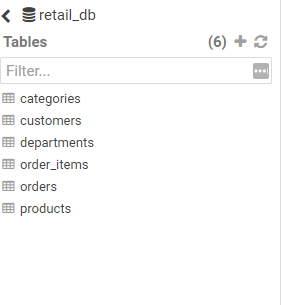 retail_db
Tables (6)
Filter...
categories
customers
departments
order_items
orders
products